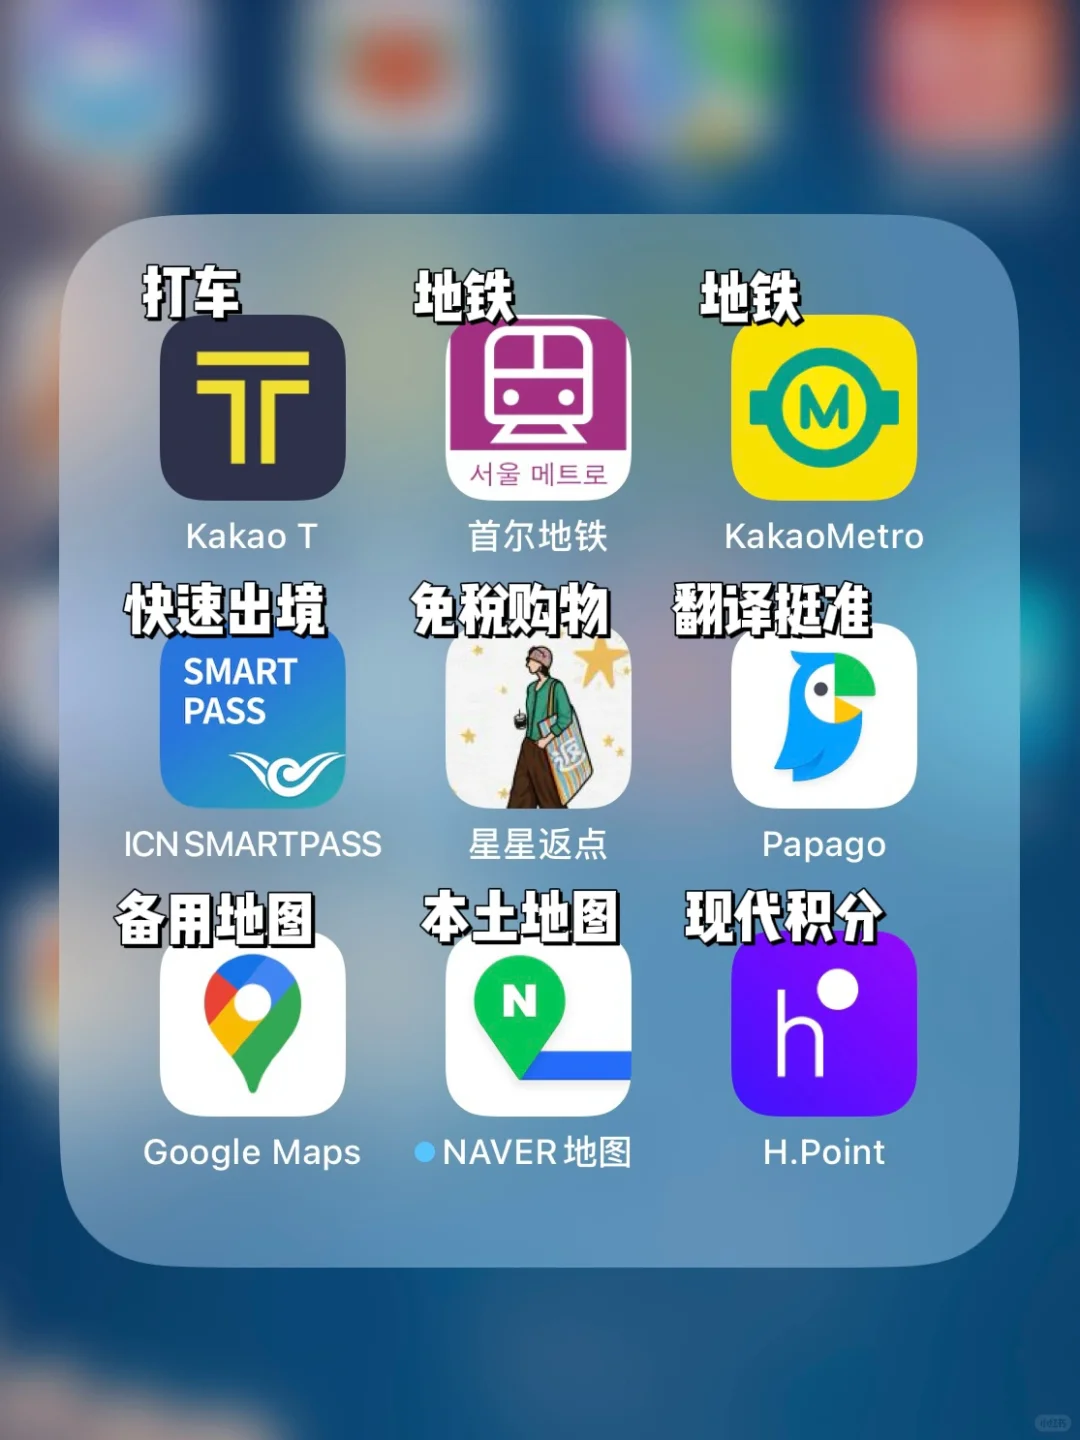 打车
地铁
地铁
서울 메트로
M
Kakao T
首尔地铁
KakaoMetro
快速出境
免税购物
翻译挺准
SMART
PASS
返
ICN SMARTPASS
星星返点
Papago
备用地图
本土地图
现代积分
N
h
Google Maps
NAVER 地图
H.Point
小红书